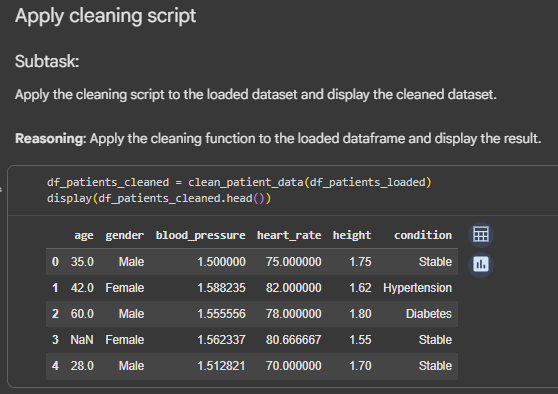 Apply cleaning script
Subtask:
Apply the cleaning script to the loaded dataset and display the cleaned dataset.
Reasoning: Apply the cleaning function to the loaded dataframe and display the result.
df_patients_cleaned = clean_patient_data(df_patients_loaded)
display(df_patients_cleaned.head())
age gender blood_pressure heart_rate height condition
0 35.0 Male 1.500000 75.000000 1.75 Stable
1 42.0 Female 1.588235 82.000000 1.62 Hypertension
2 60.0 Male 1.555556 78.000000 1.80 Diabetes
3 NaN Female 1.562337 80.666667 1.55 Stable
4 28.0 Male 1.512821 70.000000 1.70 Stable